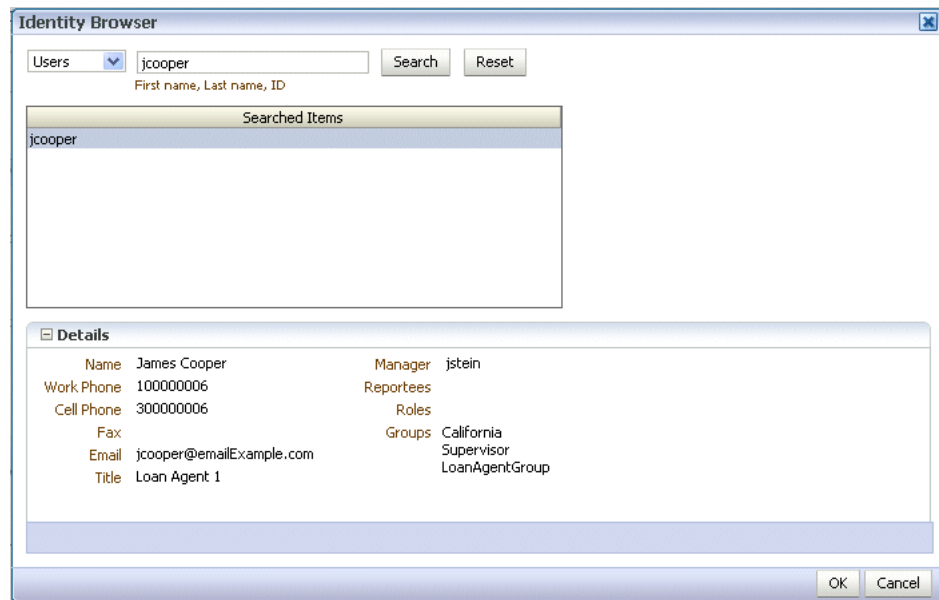 Identity Browser
Users jcooper Search Reset
First name, Last name, ID
Searched Items
jcooper
Details
Name James Cooper Manager jstein
Work Phone 100000006 Reportees
Cell Phone 300000006 Roles
Fax Groups California
Supervisor
Email jcooper@emailExample.com
LoanAgentGroup
Title Loan Agent 1
OK Cancel